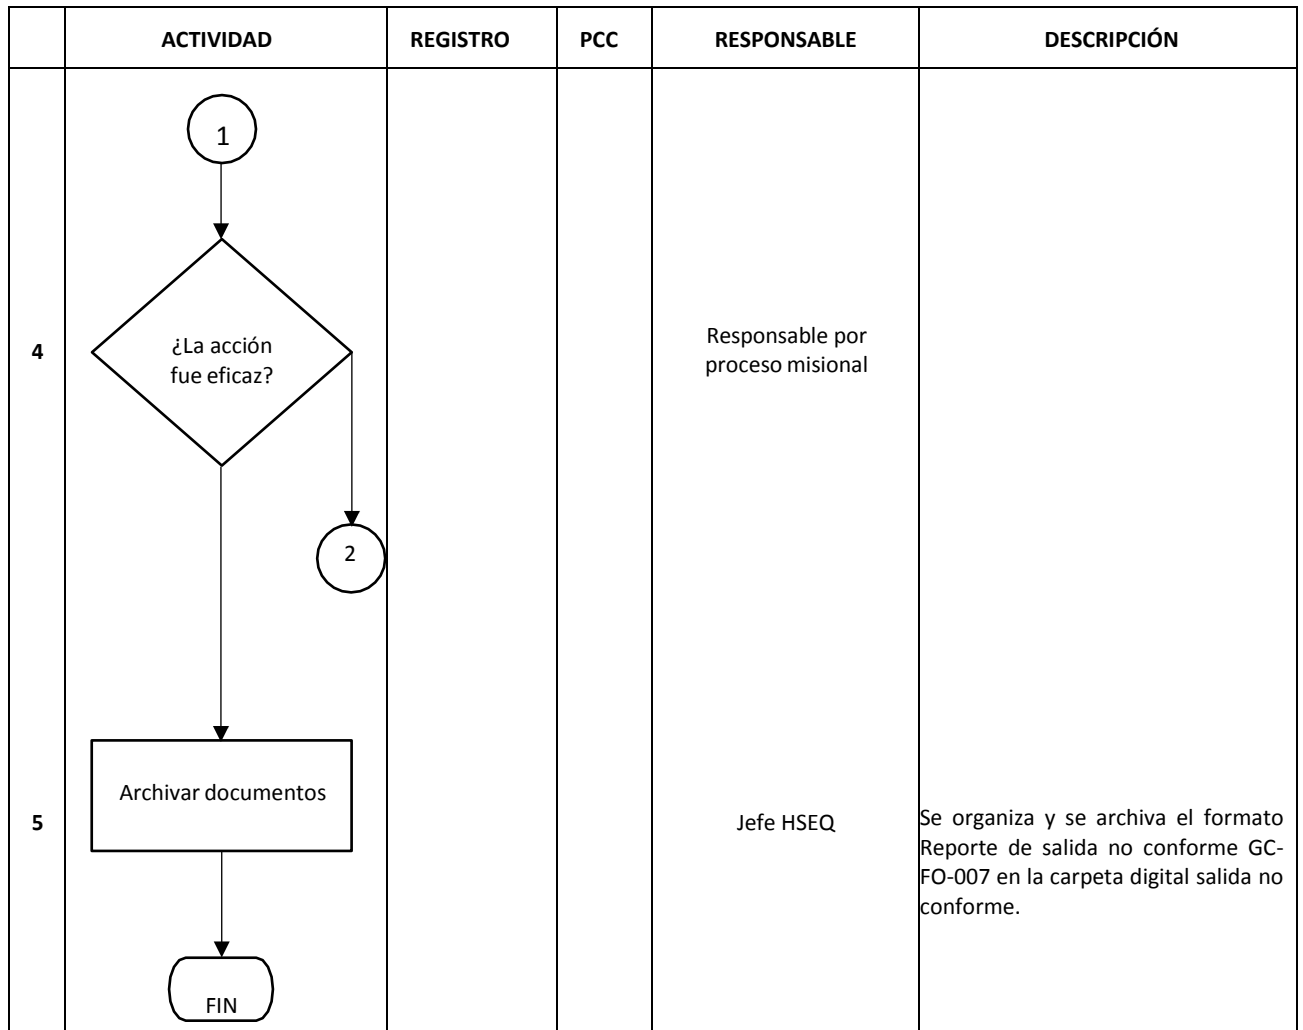 ACTIVIDAD REGISTRO PCC RESPONSABLE DESCRIPCIÓN
1
4
¿La acción
fue eficaz?
Responsable por
proceso misional
2
5
Archivar documentos
Jefe HSEQ
Se organiza y se archiva el formato
Reporte de salida no conforme GC-
FO-007 en la carpeta digital salida no
conforme.
FIN